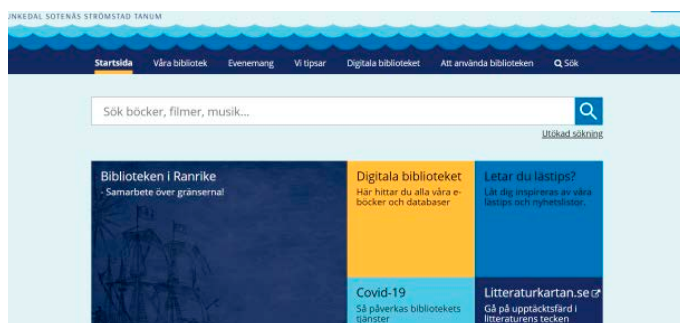 SOTENÄS STRÖMSTAD TANUM
Startsida Våra bibliotek Evenemang Vi tipsar Digitala biblioteket Att använda biblioteken Sök
Sök böcker, filmer, musik...
Utökad sökning
Biblioteken i Ranrike
- Samarbete över gränserna!
Digitala biblioteket
Här hittar du alla våra e-
böcker och databaser
Letar du lästips?
Låt dig inspireras av våra
lästips och nyhetslistor.
Covid-19
Så påverkas bibliotekets
tjänster
Litteraturkartan.se
Gå på upptäcktsfärd i
litteraturens tecken